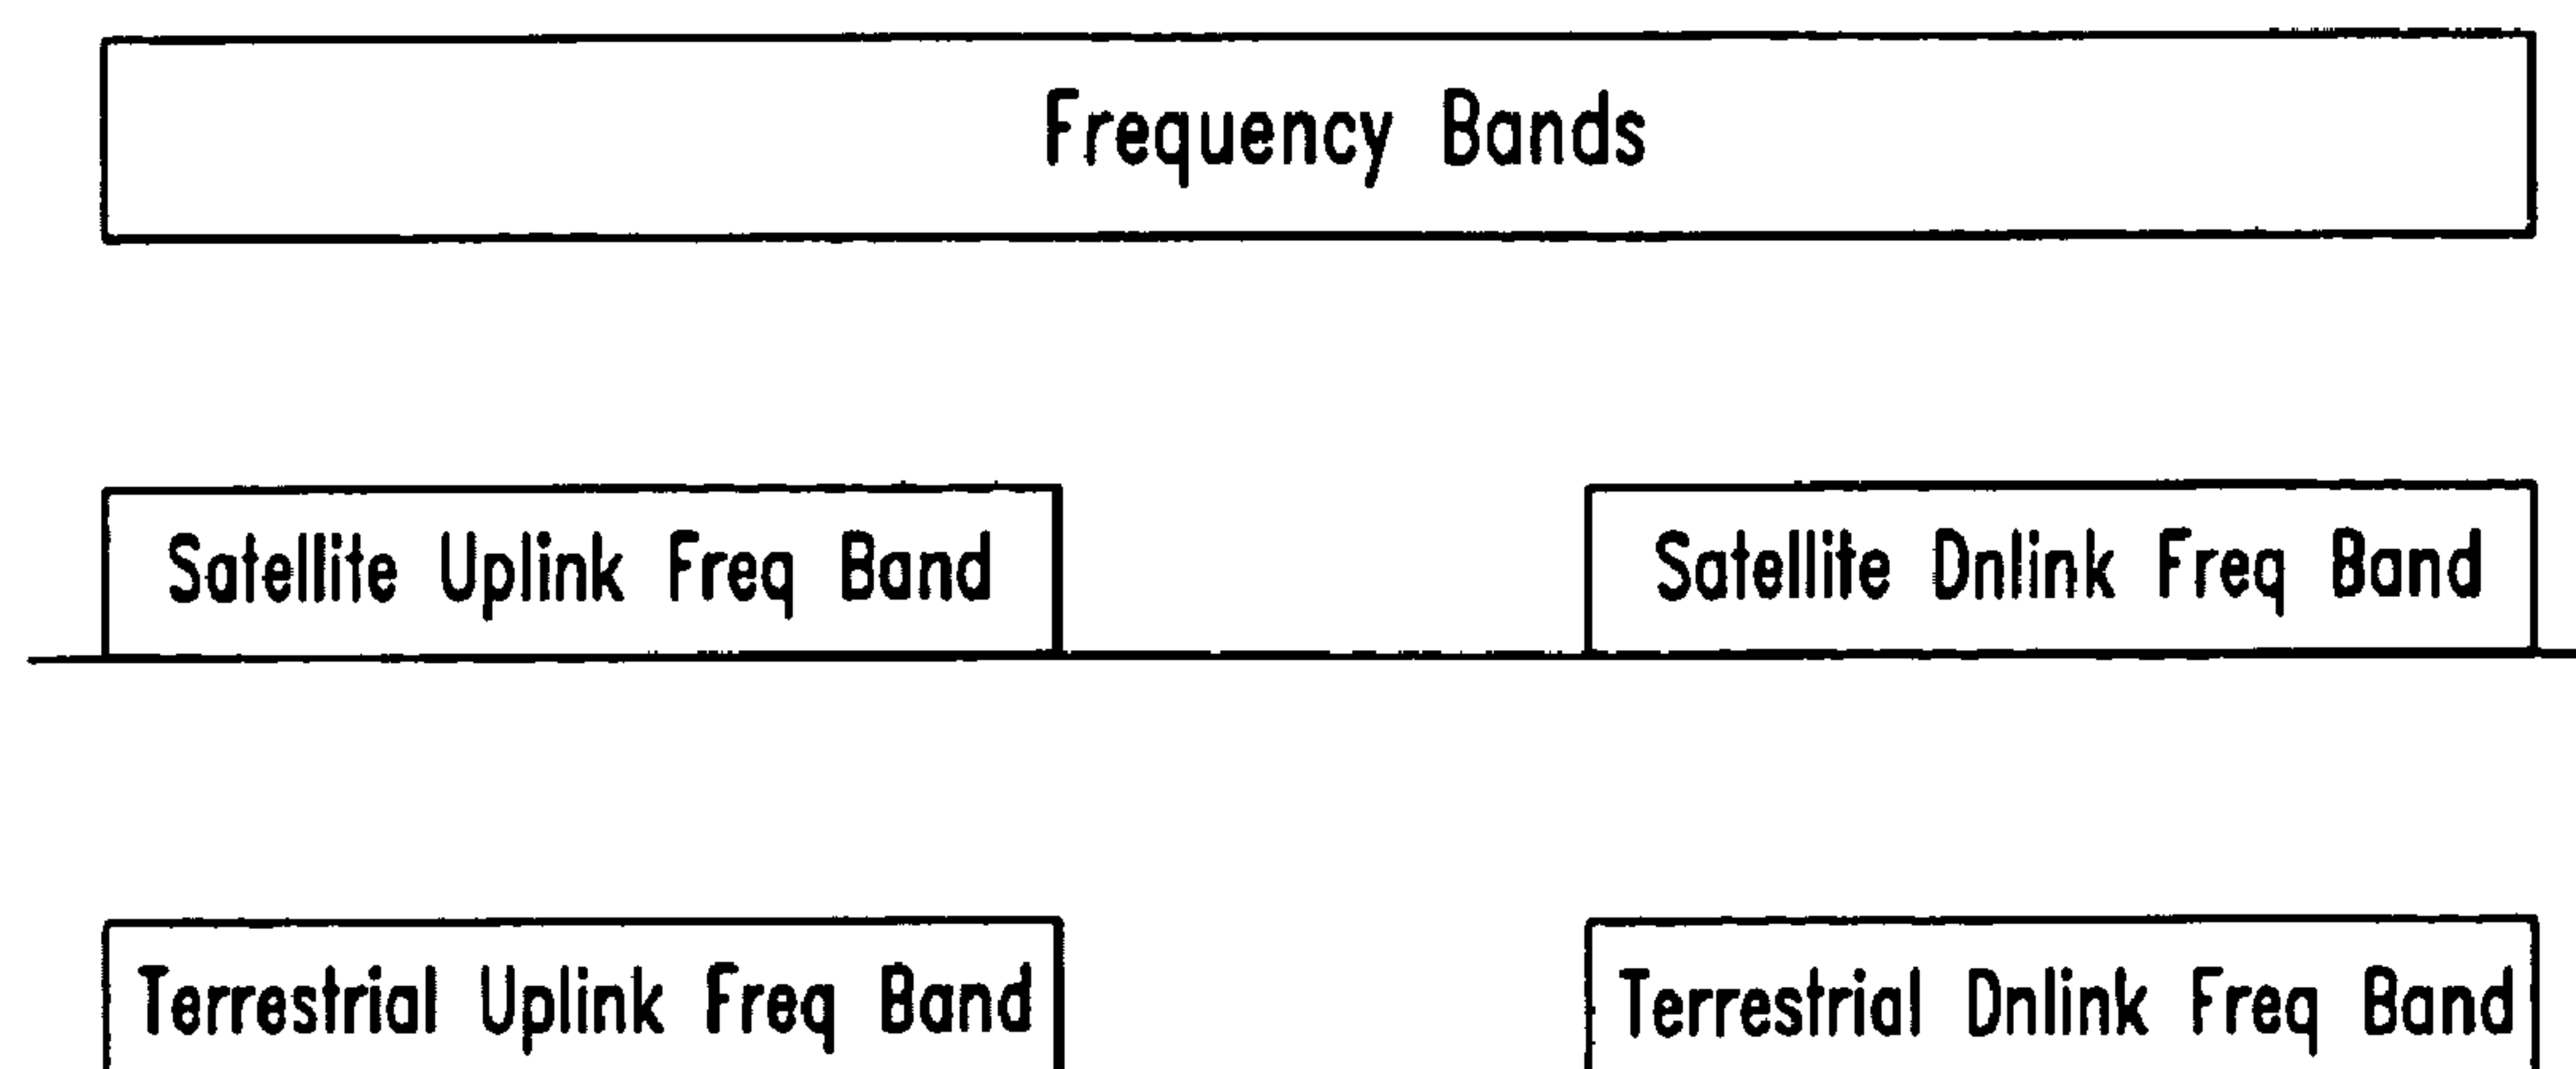 Frequency Bands
Satellite Uplink Freq Band
Satellite Dnlink Freq Band
Terrestrial Uplink Freq Band
Terrestrial Dnlink Freq Band